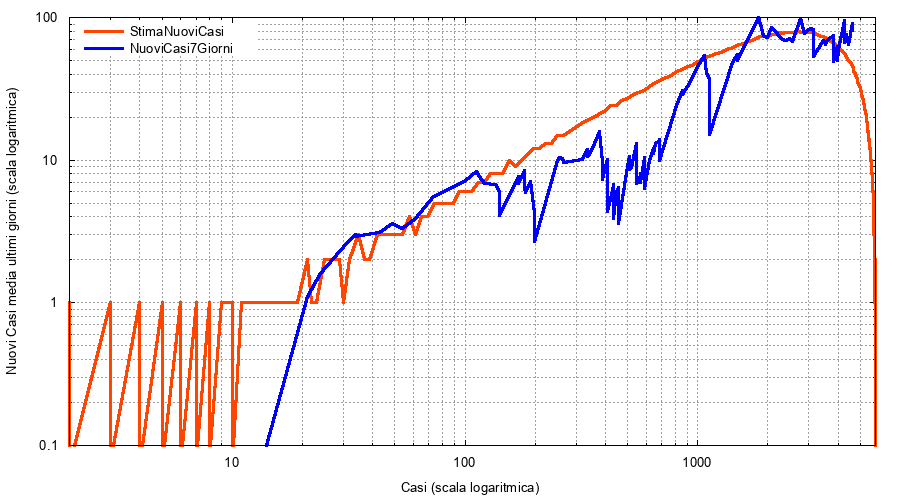 StimaNuoviCasi
NuoviCasi7Giorni
Nuovi Casi media ultimi giorni (scala logaritmica)
100
10
1
0.1
10
100
1000
Casi (scala logaritmica)